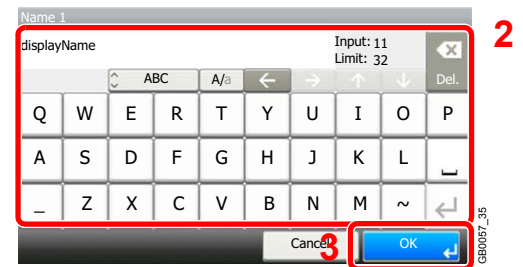 Name 1
displayName
Input: 11
Limit: 32
Del.
ABC
A/a
Q W E R T Y U I O P
A S D F G H J K L
_ Z X C V B N M ~
Cancel
OK
2
3
GB0057_35